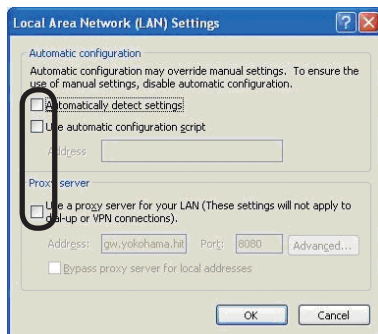 Local Area Network (LAN) Settings
Automatic configuration
Automatic configuration may override manual settings. To ensure the
use of manual settings, disable automatic configuration.
Automatically detect settings
Use automatic configuration script
Address
Proxy server
Use a proxy server for your LAN (These settings will not apply to
dial-up or VPN connections).
Address: gw.yokohama.hit Port: 8080 Advanced...
Bypass proxy server for local addresses
OK Cancel